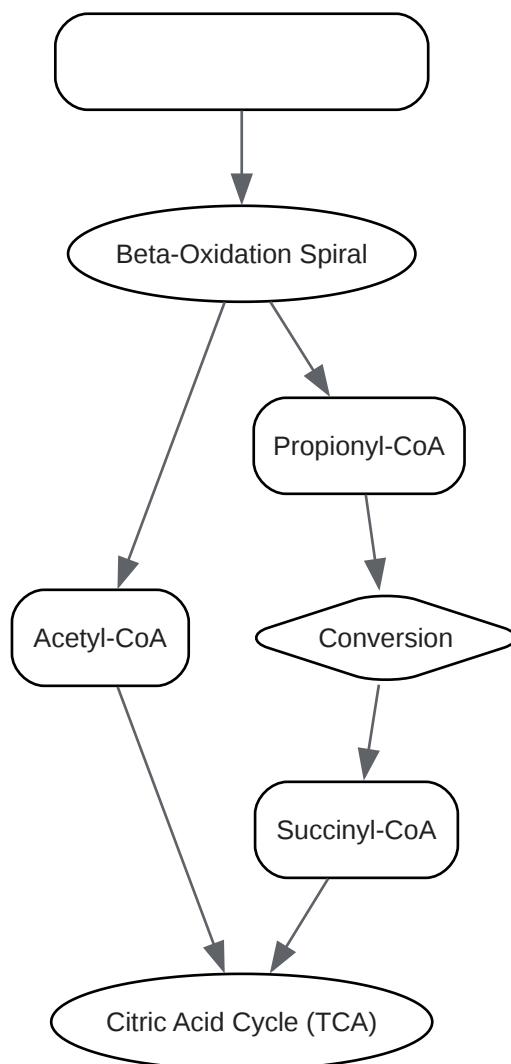 Beta-Oxidation Spiral
Propionyl-CoA
Acetyl-CoA
Conversion
Succinyl-CoA
Citric Acid Cycle (TCA)